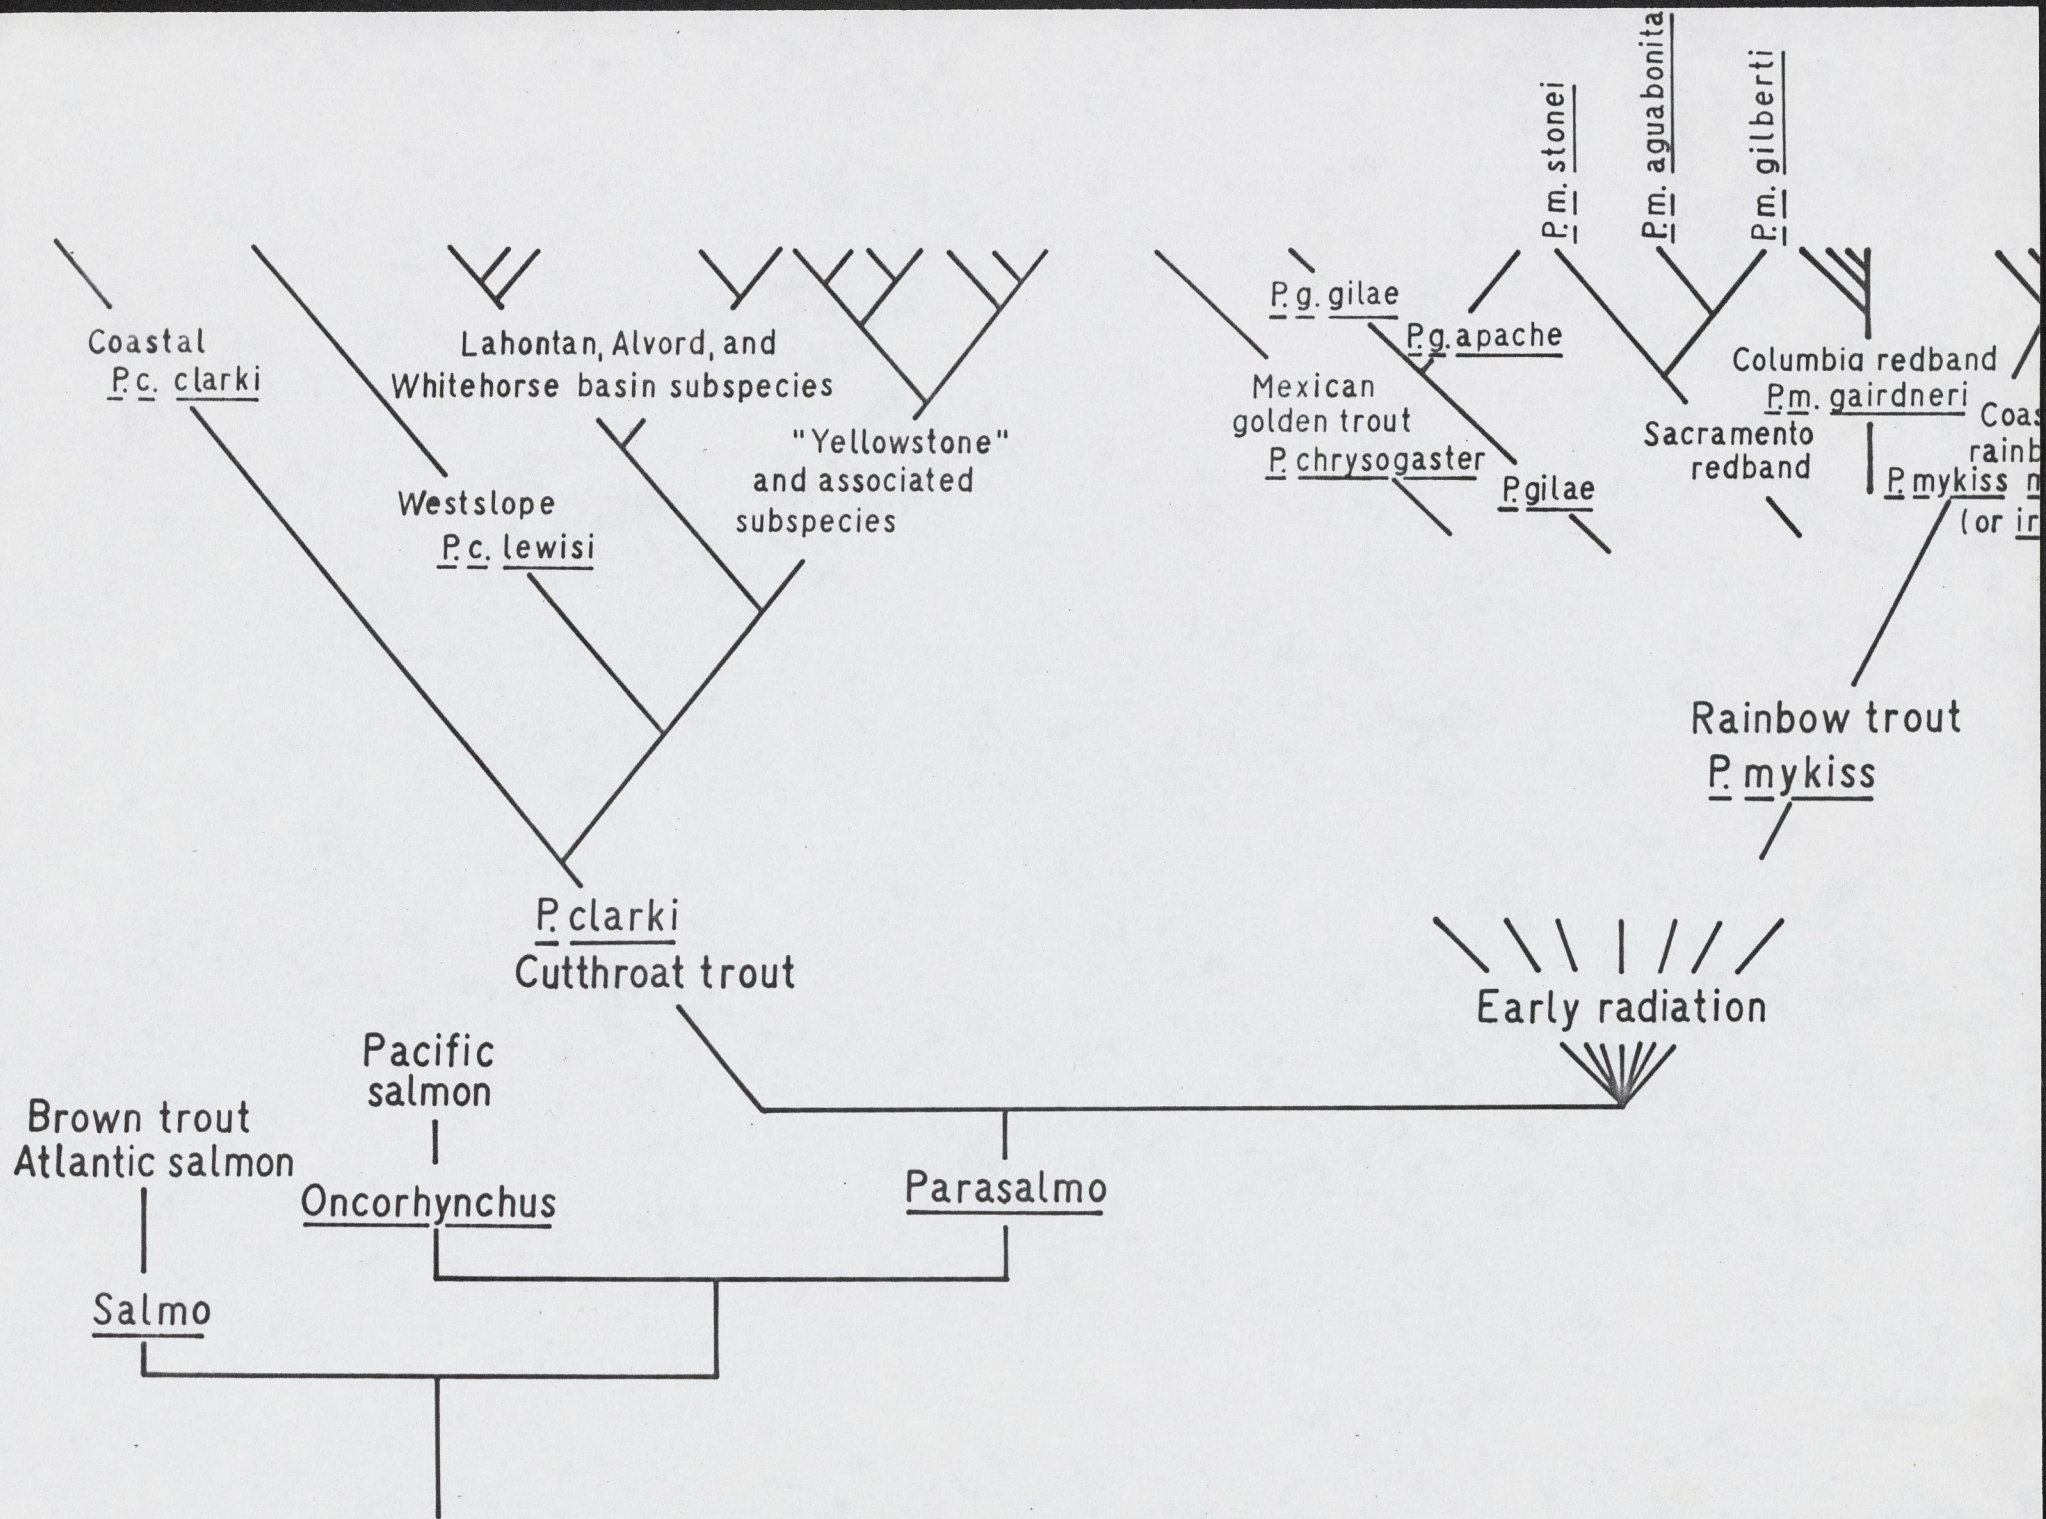 P. m. stonei
P. m. aguabonita
P. m. gilberti
Coastal
P. c. clarki
Westslope
P. c. lewisi
Lahontan, Alvord, and
Whitehorse basin subspecies
"Yellowstone"
and associated
subspecies
Mexican
golden trout
P. chrysogaster
P. g. gilae
P. g. apache
P. gilae
Sacramento
redband
Columbia redband
P. m. gairdneri
P. mykiss
(or
Rainbow trout
P. mykiss
P. clarki
Cutthroat trout
Early radiation
Pacific
salmon
Oncorhynchus
Parasalmo
Brown trout
Atlantic salmon
Salmo